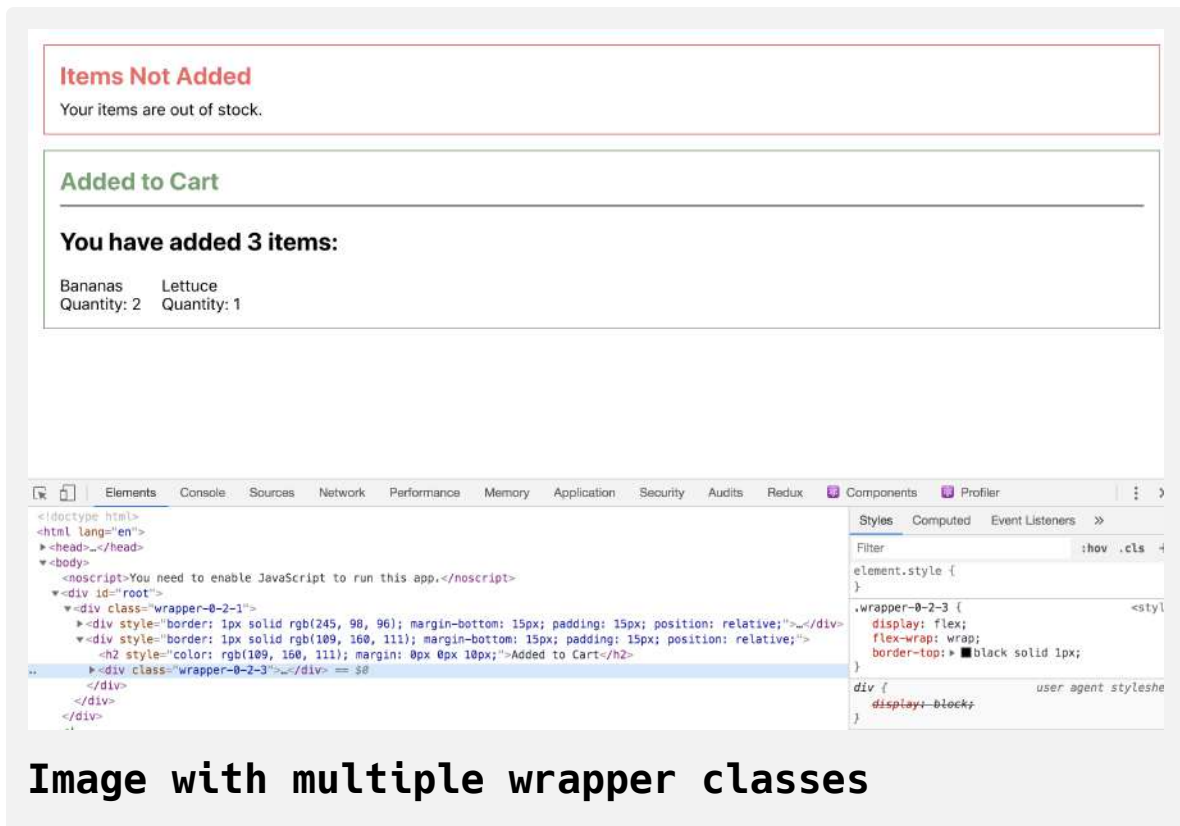 Items Not Added
Your items are out of stock.
Added to Cart
You have added 3 items:
Bananas Lettuce
Quantity: 2 Quantity: 1
Elements Console Sources Network Performance Memory Application Security Audits Redux Components Profiler
<!doctype html>
<html lang="en">
<head>…</head>
<body>
<noscript>You need to enable JavaScript to run this app.</noscript>
<div id="root">
<div class="wrapper-0-2-1">
<div style="border: 1px solid rgb(245, 98, 96); margin-bottom: 15px; padding: 15px; position: relative;">…</div>
<div style="border: 1px solid rgb(109, 160, 111); margin-bottom: 15px; padding: 15px; position: relative;">
<h2 style="color: rgb(109, 160, 111); margin: 0px 0px 10px;">Added to Cart</h2>
<div class="wrapper-0-2-3">…</div> == $0
</div>
</div>
</div>
Styles Computed Event Listeners »
Filter :hov .cls +
element.style {
}
.wrapper-0-2-3 { <styl
display: flex;
flex-wrap: wrap;
border-top: black solid 1px;
}
div { user agent styleshe
display: block;
}
Image with multiple wrapper classes